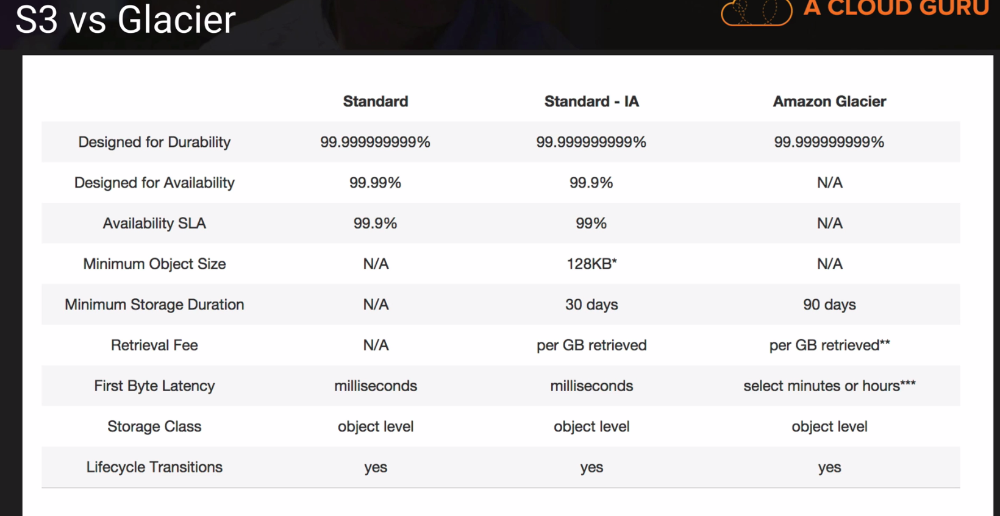 S3 vs Glacier
A CLOUD GURU
Standard Standard - IA Amazon Glacier
Designed for Durability 99.999999999% 99.999999999% 99.999999999%
Designed for Availability 99.99% 99.9% N/A
Availability SLA 99.9% 99% N/A
Minimum Object Size N/A 128KB* N/A
Minimum Storage Duration N/A 30 days 90 days
Retrieval Fee N/A per GB retrieved per GB retrieved**
First Byte Latency milliseconds milliseconds select minutes or hours***
Storage Class object level object level object level
Lifecycle Transitions yes yes yes